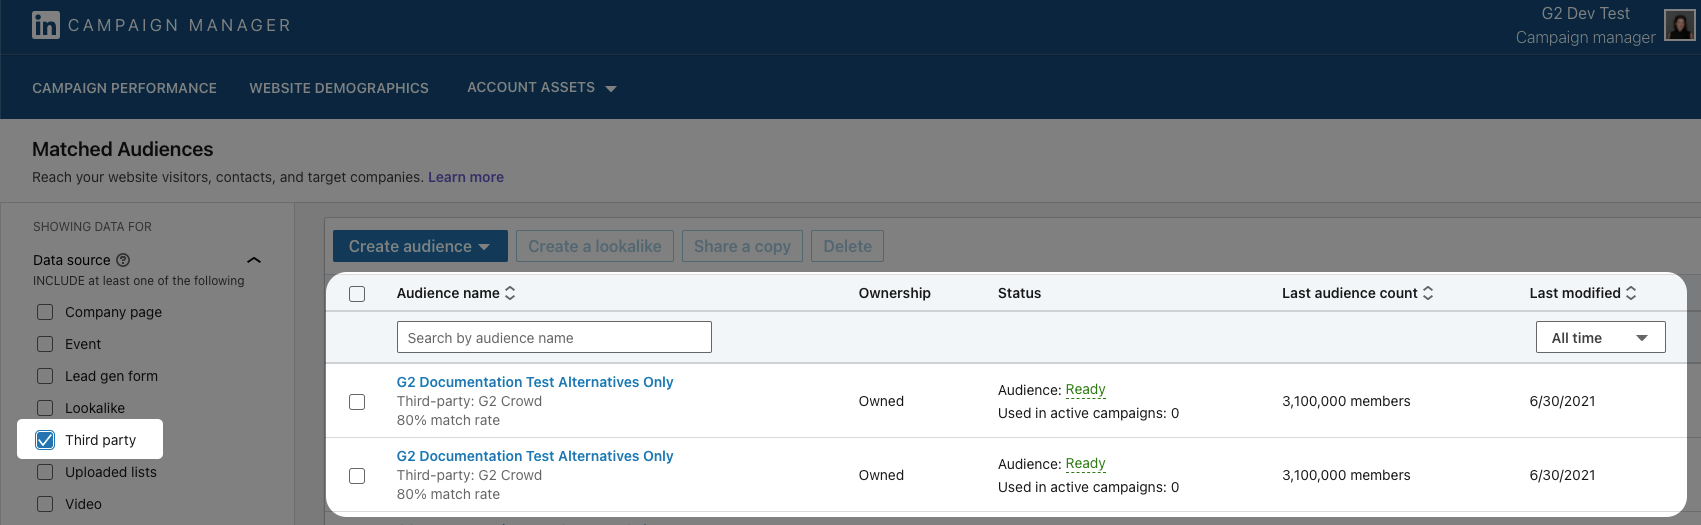 in CAMPAIGN MANAGER
G2 Dev Test
Campaign manager
CAMPAIGN PERFORMANCE WEBSITE DEMOGRAPHICS ACCOUNT ASSETS
Matched Audiences
Reach your website visitors, contacts, and target companies. Learn more
SHOWING DATA FOR
Data source
INCLUDE at least one of the following
Company page
Event
Lead gen form
Lookalike
Third party
Uploaded lists
Video
Create audience Create a lookalike Share a copy Delete
Audience name Ownership Status Last audience count Last modified
Search by audience name All time
G2 Documentation Test Alternatives Only
Third-party: G2 Crowd
80% match rate
Owned
Audience: Ready
Used in active campaigns: 0
3,100,000 members
6/30/2021
G2 Documentation Test Alternatives Only
Third-party: G2 Crowd
80% match rate
Owned
Audience: Ready
Used in active campaigns: 0
3,100,000 members
6/30/2021